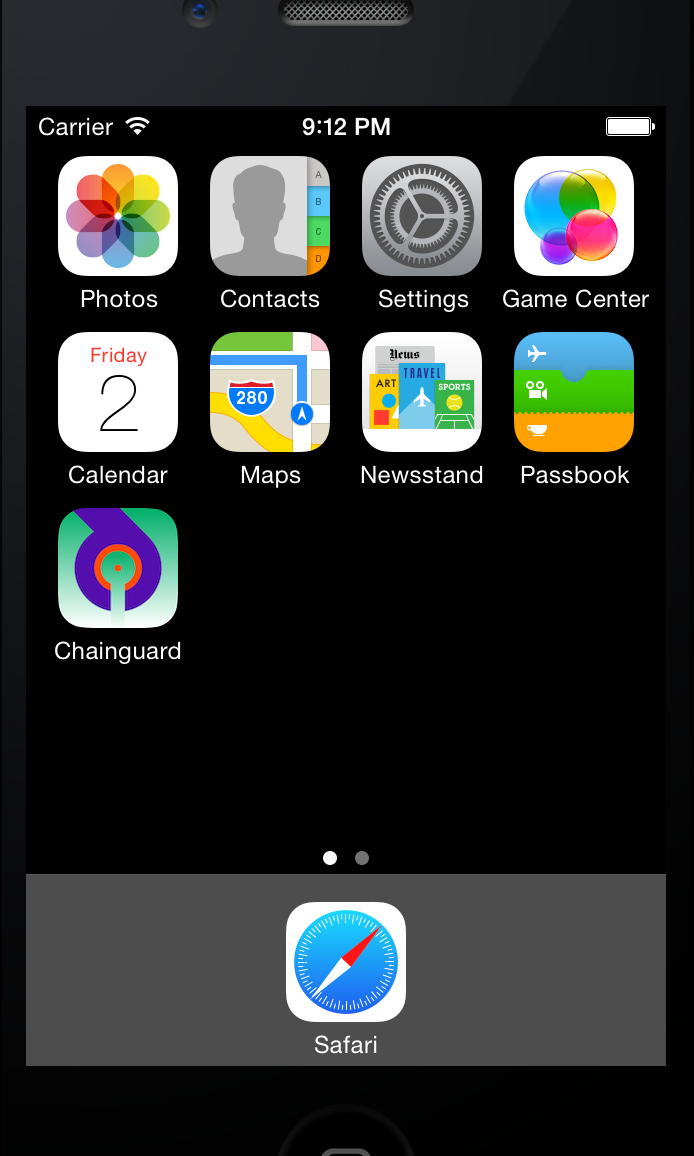 Carrier 9:12 PM
A
B
C
D
Photos Contacts Settings Game Center
Friday
2
280
News
TRAVEL
ART
SPORTS
Calendar Maps Newsstand Passbook
Chainguard
Safari